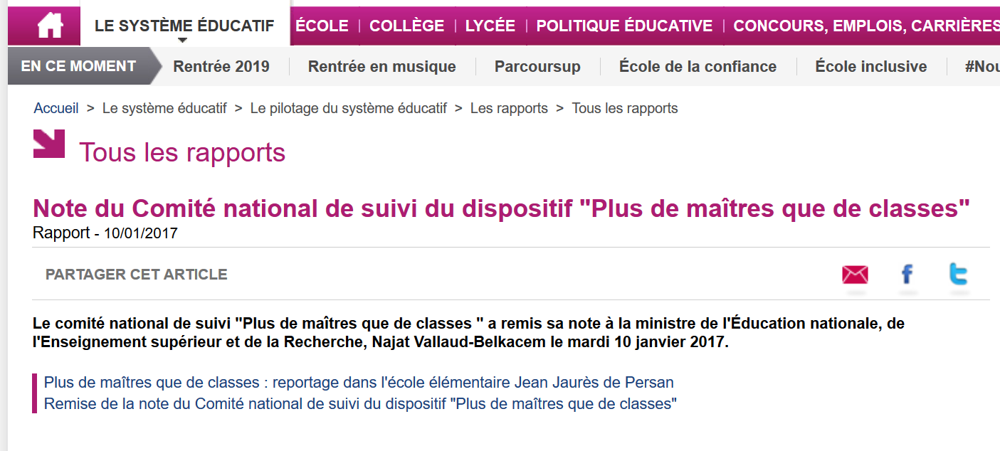 LE SYSTÈME ÉDUCATIF ÉCOLE COLLÈGE LYCÉE POLITIQUE ÉDUCATIVE CONCOURS, EMPLOIS, CARRIÈRES
EN CE MOMENT Rentrée 2019 Rentrée en musique Parcoursup École de la confiance École inclusive #Nou
Accueil > Le système éducatif > Le pilotage du système éducatif > Les rapports > Tous les rapports
Tous les rapports
Note du Comité national de suivi du dispositif "Plus de maîtres que de classes"
Rapport - 10/01/2017
PARTAGER CET ARTICLE
Le comité national de suivi "Plus de maîtres que de classes " a remis sa note à la ministre de l'Éducation nationale, de
l'Enseignement supérieur et de la Recherche, Najat Vallaud-Belkacem le mardi 10 janvier 2017.
Plus de maîtres que de classes : reportage dans l'école élémentaire Jean Jaurès de Persan
Remise de la note du Comité national de suivi du dispositif "Plus de maîtres que de classes"